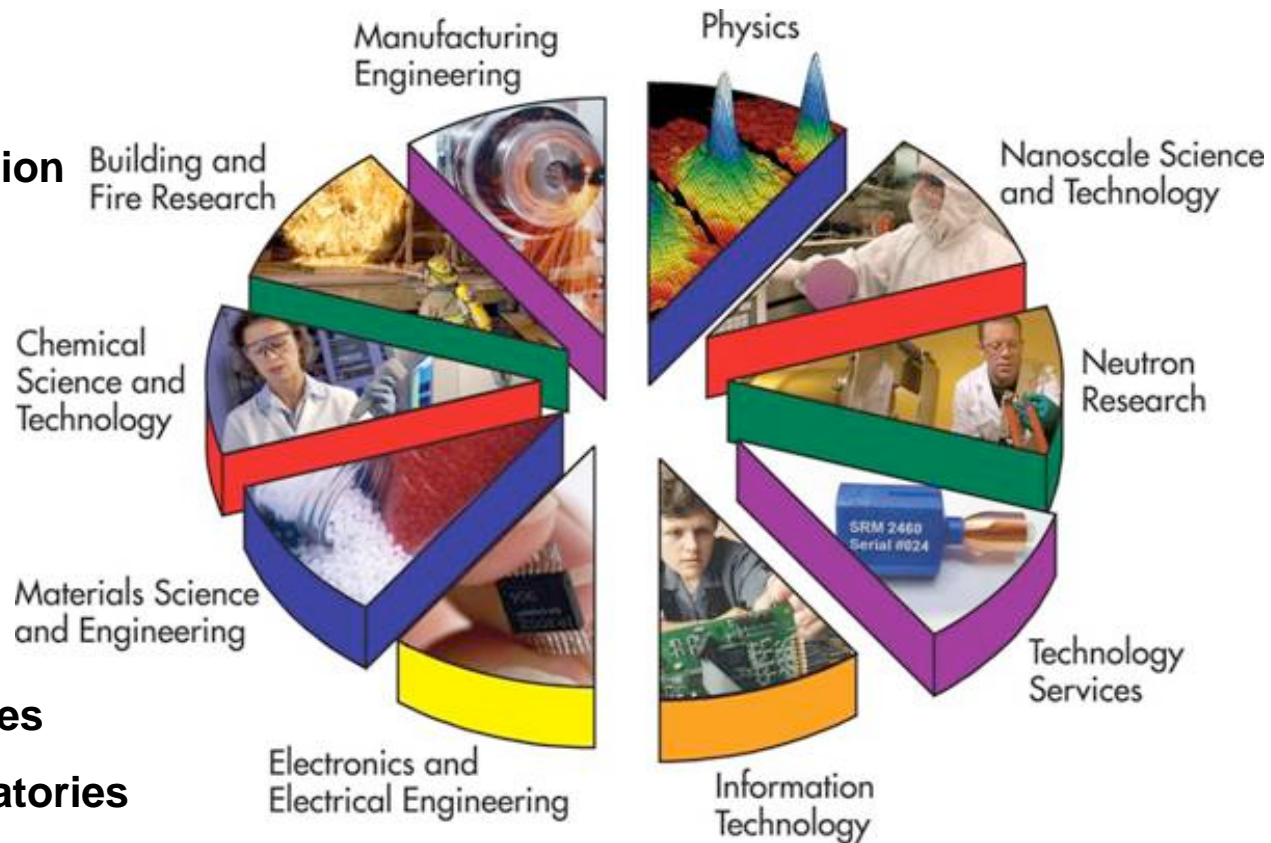 Manufacturing
Engineering
Physics
ion
Building and
Fire Research
Nanoscale Science
and Technology
Chemical
Science and
Technology
Neutron
Research
SRM 2460
Serial #024
Materials Science
and Engineering
Technology
Services
es
Electronics and
Electrical Engineering
atories
Information
Technology